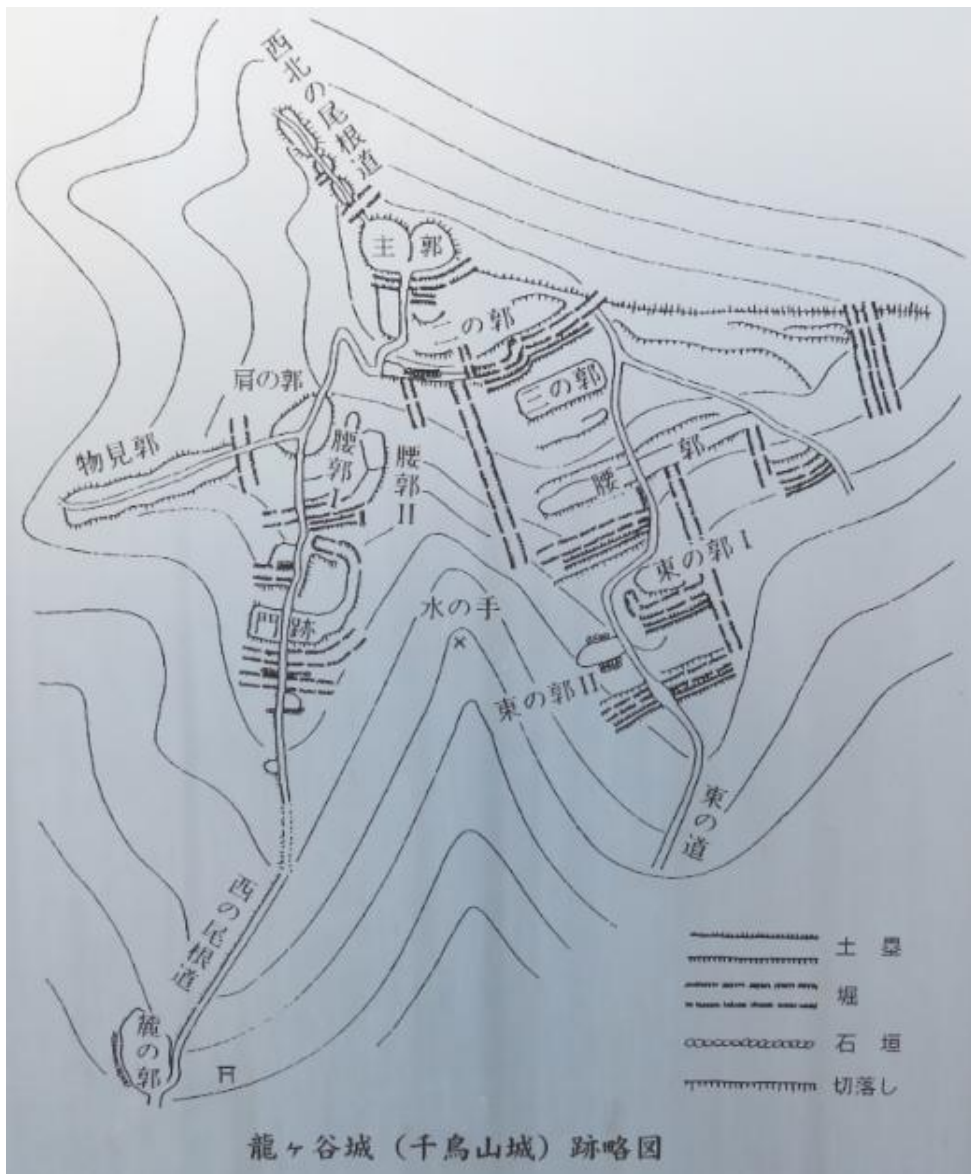 西北の尾根道
主郭
二の郭
肩の郭
三の郭
物見郭
腰郭I
腰郭II
腰郭
東の郭I
門跡
水の手
東の郭II
東の道
西の尾根道
麓の郭
土塁
堀
石垣
切落し
龍ヶ谷城(千鳥山城)跡略図